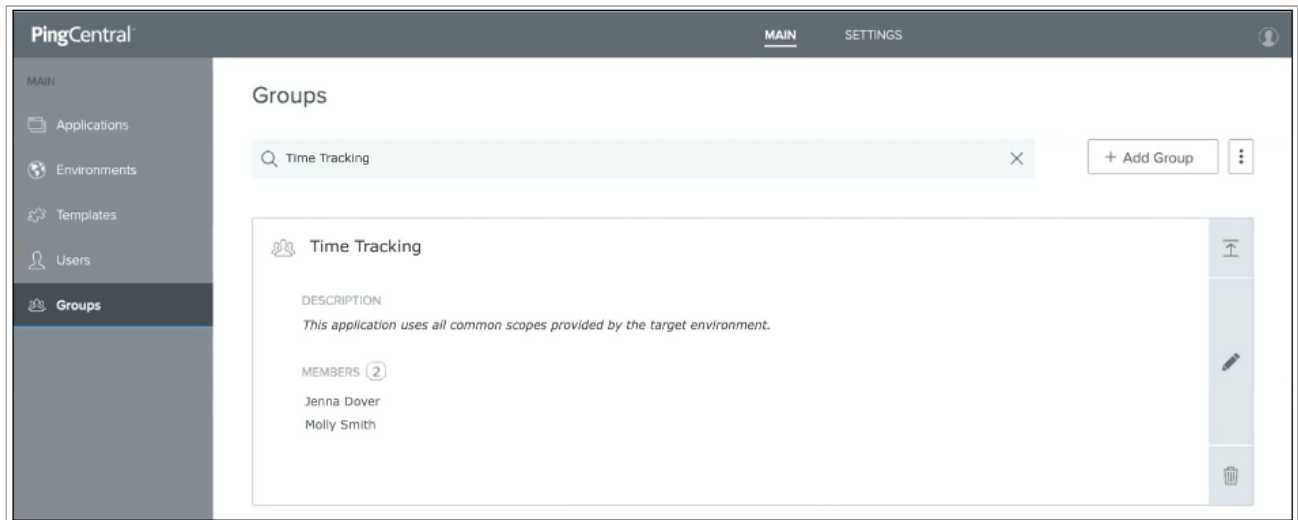 PingCentral
MAIN
SETTINGS
MAIN
Applications
Environments
Templates
Users
Groups
Groups
Time Tracking
+ Add Group
Time Tracking
DESCRIPTION
This application uses all common scopes provided by the target environment.
MEMBERS 2
Jenna Dover
Molly Smith